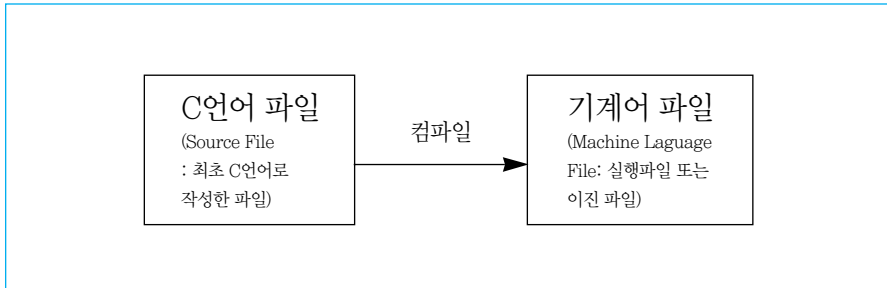 C언어 파일
(Source File
: 최초 C언어로
작성한 파일)
컴파일
기계어 파일
(Machine Laguage
File: 실행파일 또는
이진 파일)